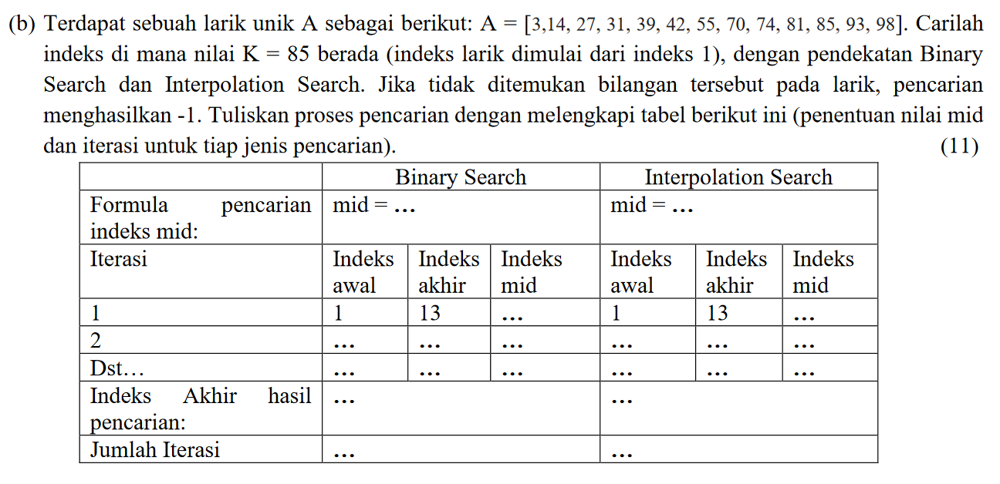 (b) Terdapat sebuah larik unik A sebagai berikut: A = [3,14, 27, 31, 39, 42, 55, 70, 74, 81, 85, 93, 98]. Carilah
indeks di mana nilai K = 85 berada (indeks larik dimulai dari indeks 1), dengan pendekatan Binary
Search dan Interpolation Search. Jika tidak ditemukan bilangan tersebut pada larik, pencarian
menghasilkan -1. Tuliskan proses pencarian dengan melengkapi tabel berikut ini (penentuan nilai mid
dan iterasi untuk tiap jenis pencarian). (11)
Binary Search Interpolation Search
Formula pencarian mid = … mid = …
indeks mid:
Iterasi Indeks Indeks Indeks Indeks Indeks Indeks
awal akhir mid awal akhir mid
1 1 13 … 1 13 …
2 … … … … … …
Dst… … … … … … …
Indeks Akhir hasil … …
pencarian:
Jumlah Iterasi … …